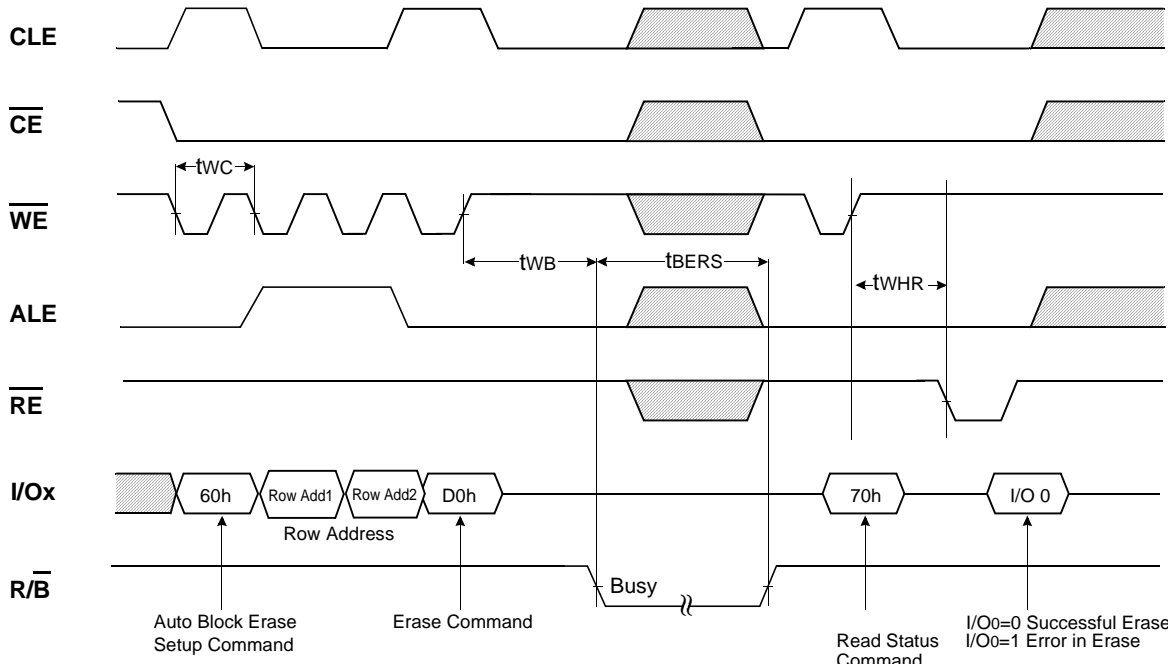 CLE
CE
tWC
WE
tWB
tBERS
tWHR
ALE
RE
I/Ox
60h
Row Add1
Row Add2
D0h
70h
I/O 0
Row Address
R/B
Busy
Auto Block Erase
Setup Command
Erase Command
Read Status
Command
I/O0=0 Successful Erase
I/O0=1 Error in Erase